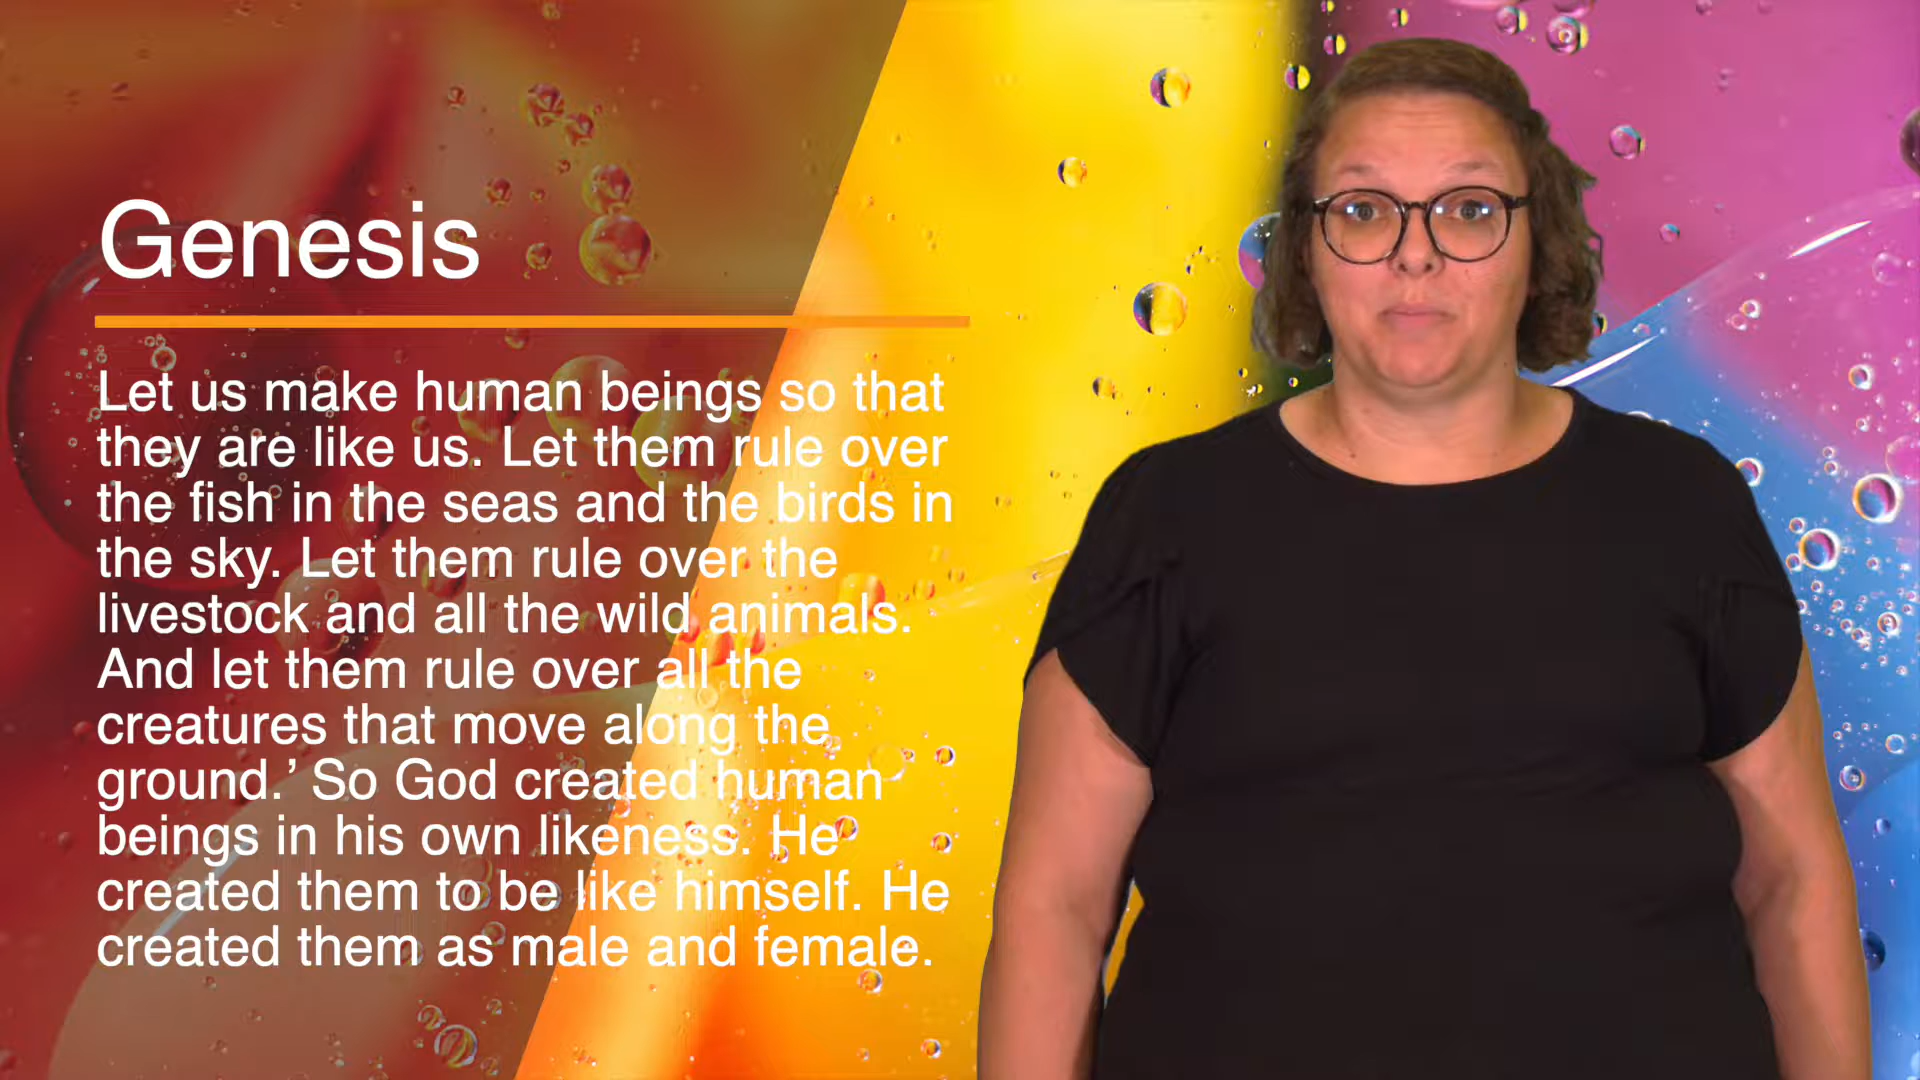 Genesis
Let us make human beings so that
they are like us. Let them rule over
the fish in the seas and the birds in
the sky. Let them rule over the
livestock and all the wild animals.
And let them rule over all the
creatures that move along the
ground.’ So God created human
beings in his own likeness. He
created them to be like himself. He
created them as male and female.